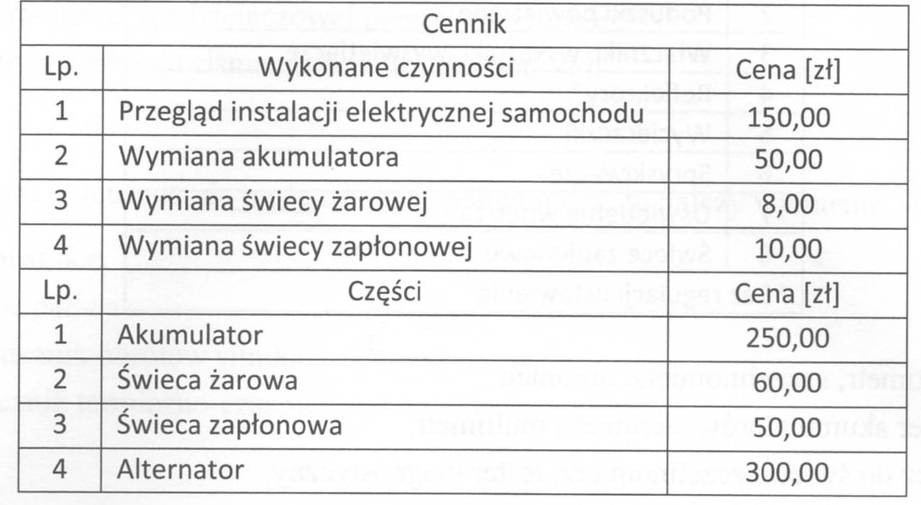 Cennik
Lp. Wykonane czynności Cena [zł]
1 Przegląd instalacji elektrycznej samochodu 150,00
2 Wymiana akumulatora 50,00
3 Wymiana świecy żarowej 8,00
4 Wymiana świecy zapłonowej 10,00
Lp. Części Cena [zł]
1 Akumulator 250,00
2 Świeca żarowa 60,00
3 Świeca zapłonowa 50,00
4 Alternator 300,00